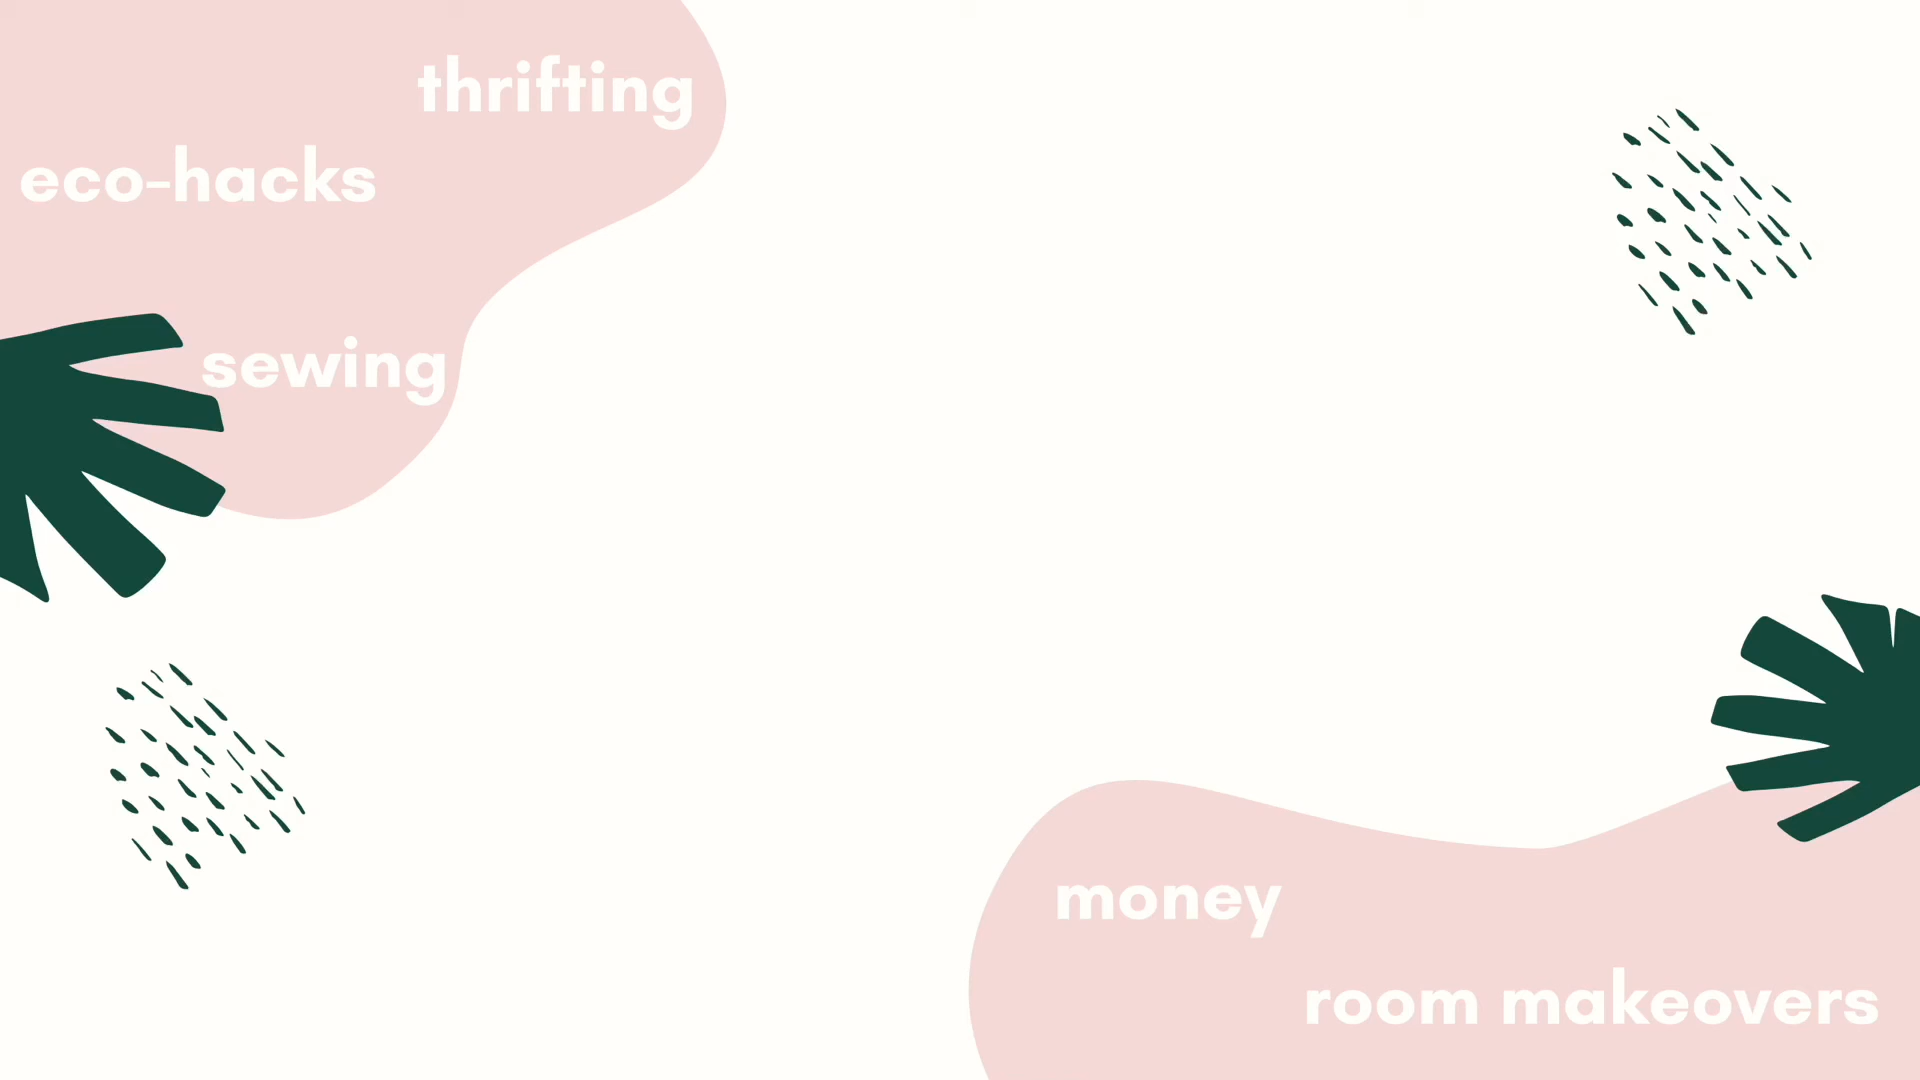 thrifting
eco-hacks
sewing
money
room makeovers